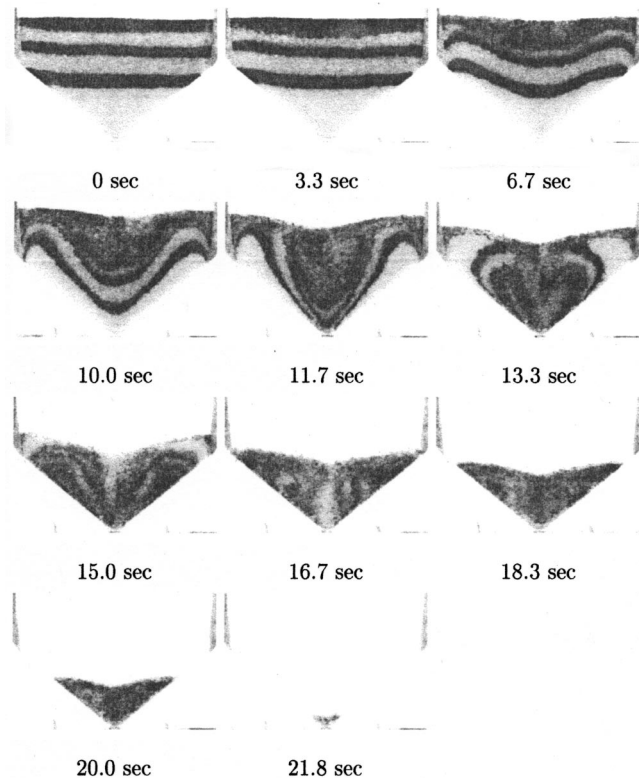 0 sec 3.3 sec 6.7 sec
10.0 sec 11.7 sec 13.3 sec
15.0 sec 16.7 sec 18.3 sec
20.0 sec 21.8 sec